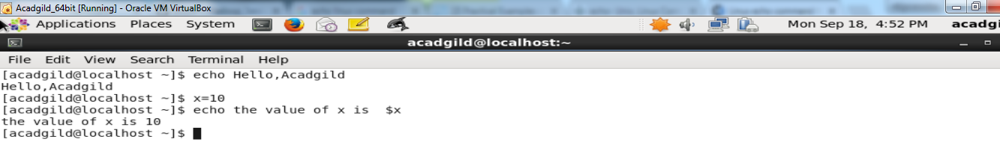 Acadgild_64bit [Running] - Oracle VM VirtualBox
Applications Places System Mon Sep 18, 4:52 PM acadgi
acadgild@localhost:~
File Edit View Search Terminal Help
[acadgild@localhost ~]$ echo Hello,Acadgild
Hello,Acadgild
[acadgild@localhost ~]$ x=10
[acadgild@localhost ~]$ echo the value of x is  $x
the value of x is 10
[acadgild@localhost ~]$